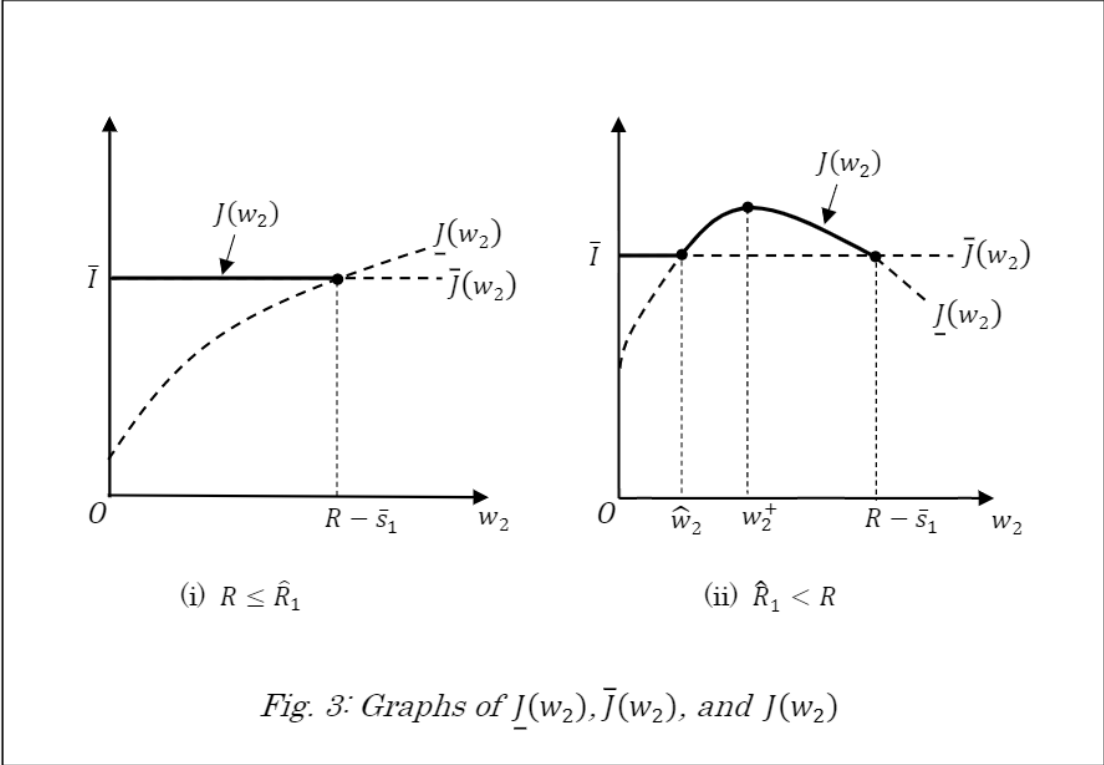 J(w₂)
J̲(w₂)
Ī
J̄(w₂)
O
R − s̄₁
w₂
(i) R ≤ R̂₁
J(w₂)
Ī
J̄(w₂)
J̲(w₂)
O
ŵ₂
w₂⁺
R − s̄₁
w₂
(ii) R̂₁ < R
Fig. 3: Graphs of J̲(w₂), J̄(w₂), and J(w₂)